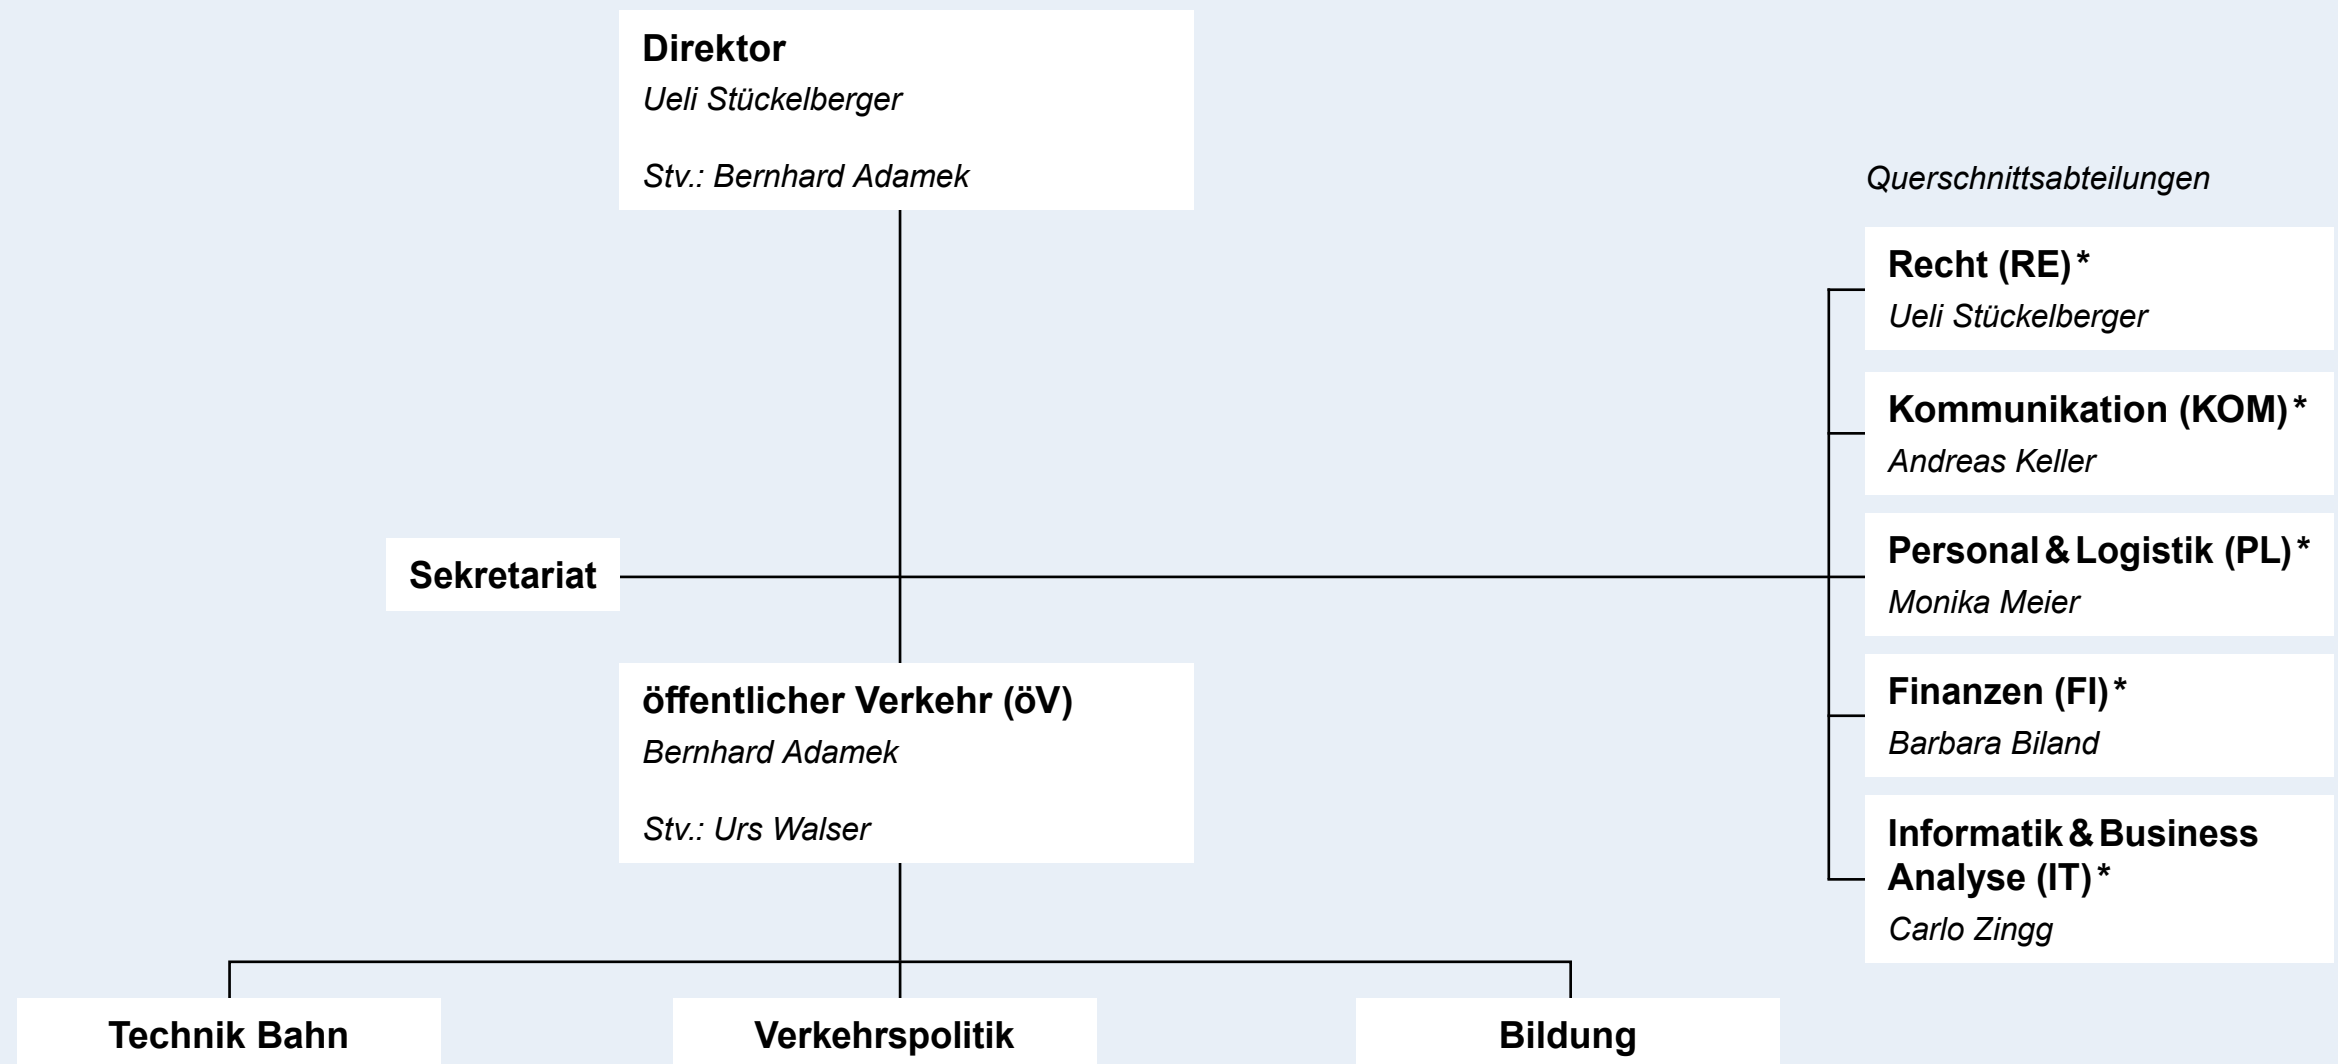 Direktor
Ueli Stückelberger
Stv.: Bernhard Adamek
Querschnittsabteilungen
Recht (RE) *
Ueli Stückelberger
Kommunikation (KOM) *
Andreas Keller
Personal & Logistik (PL) *
Monika Meier
Finanzen (FI) *
Barbara Biland
Informatik & Business
Analyse (IT) *
Carlo Zingg
Sekretariat
öffentlicher Verkehr (öV)
Bernhard Adamek
Stv.: Urs Walser
Technik Bahn
Verkehrspolitik
Bildung